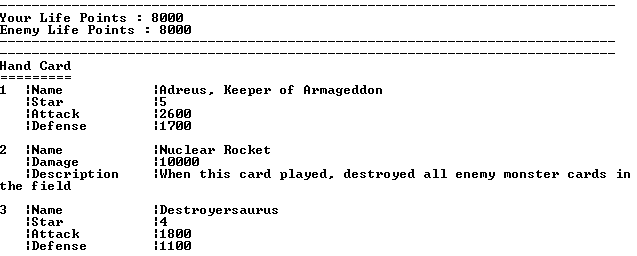 Your Life Points : 8000
Enemy Life Points : 8000
Hand Card
=========
1 |Name |Adreus, Keeper of Armageddon
|Star |5
|Attack |2600
|Defense |1700
2 |Name |Nuclear Rocket
|Damage |10000
|Description |When this card played, destroyed all enemy monster cards in
the field
3 |Name |Destroyersaurus
|Star |4
|Attack |1800
|Defense |1100